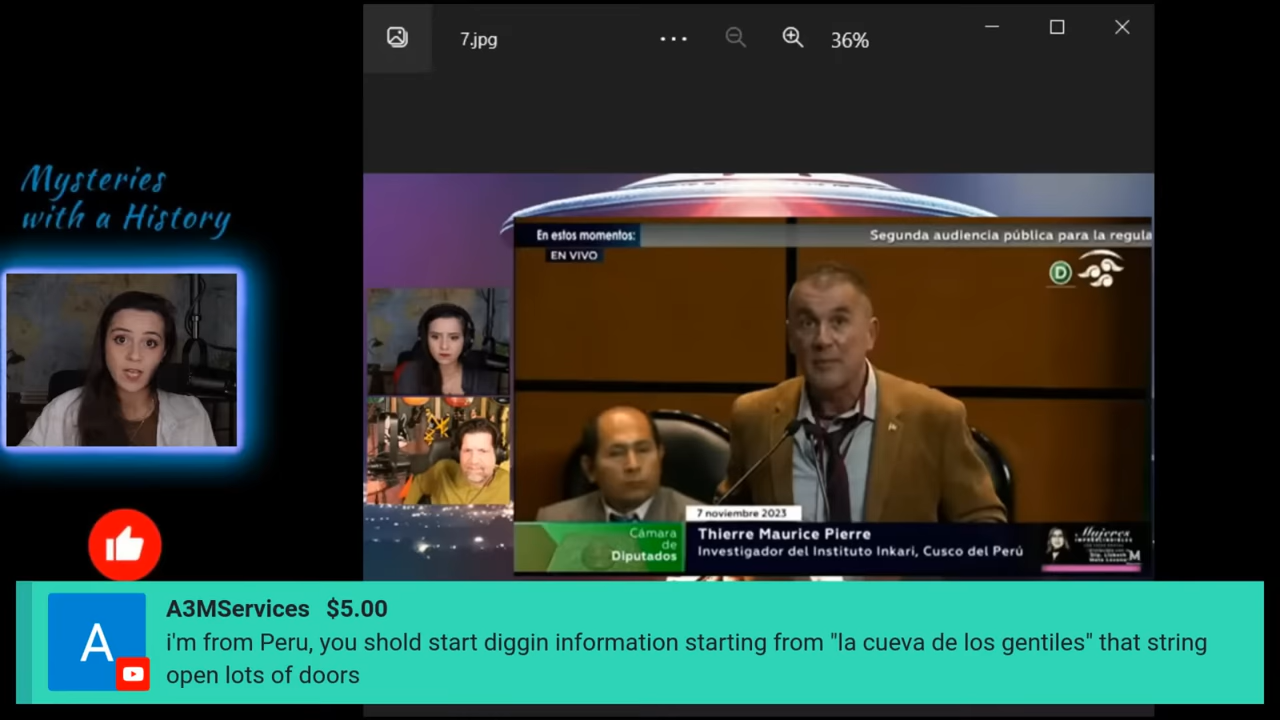 7.jpg
36%
Mysteries
with a History
En estos momentos:
Segunda audiencia pública para la regula
EN VIVO
D
7 noviembre 2023
Cámara
de
Diputados
Thierre Maurice Pierre
Investigador del Instituto Inkari, Cusco del Perú
Mujeres
M
A
A3MServices $5.00
i'm from Peru, you shold start diggin information starting from "la cueva de los gentiles" that string
open lots of doors